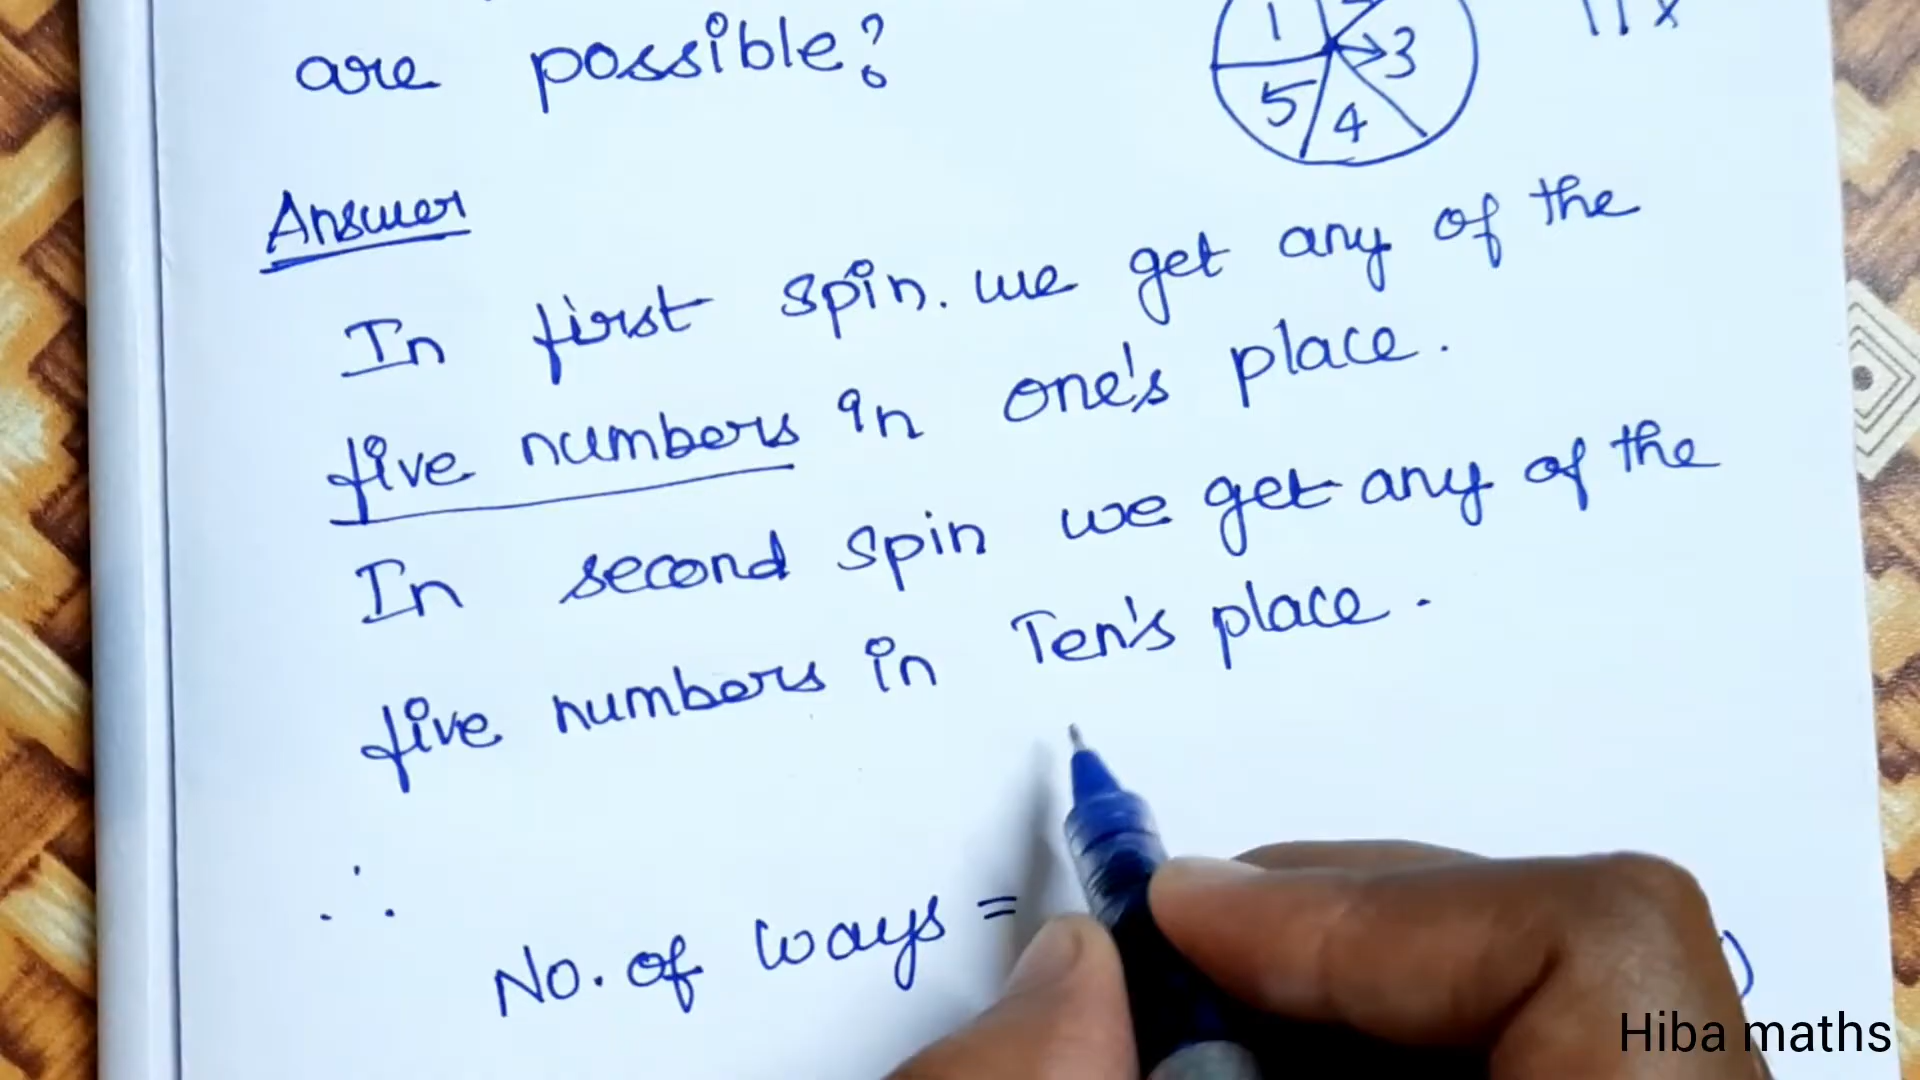 are possible?
1
3
5
4
Answer
In first spin. we get any of the
five numbers in one's place.
In second spin we get any of the
five numbers in Ten's place.
∴
No. of ways =
)
Hiba maths